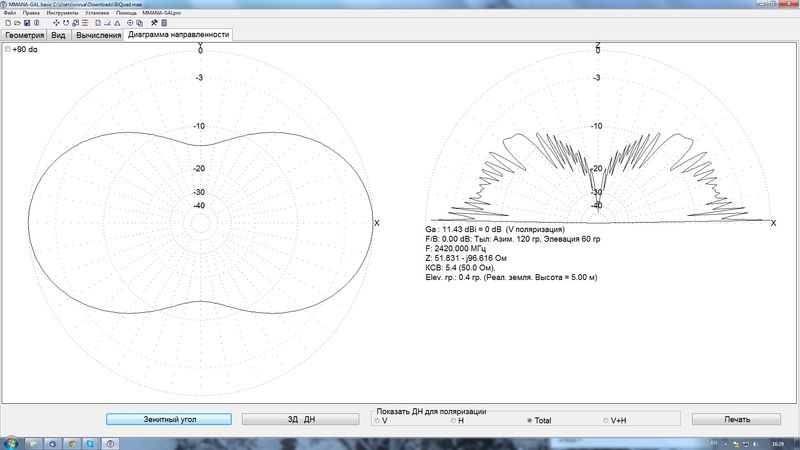 MMANA-GAL basic C:\Users\svvua\Downloads\BiQuad.maa
Файл Правка Инструменты Установки Помощь MMANA-GALpro
Геометрия Вид Вычисления Диаграмма направленности
+90 dg
Y
0
-3
-10
-20
-30
-40
X
Z
0
-3
-10
-20
-30
-40
X
Ga : 11.43 dBi = 0 dB (V поляризация)
F/B: 0.00 dB; Тыл: Азим. 120 гр, Элевация 60 гр
F: 2420.000 МГц
Z: 51.831 - j96.616 Ом
КСВ: 5.4 (50.0 Ом),
Elev. гр.: 0.4 гр. (Реал. земля. Высота = 5.00 м)
Зенитный угол
3Д ДН
Показать ДН для поляризации
V
H
Total
V+H
Печать
EN
16:29